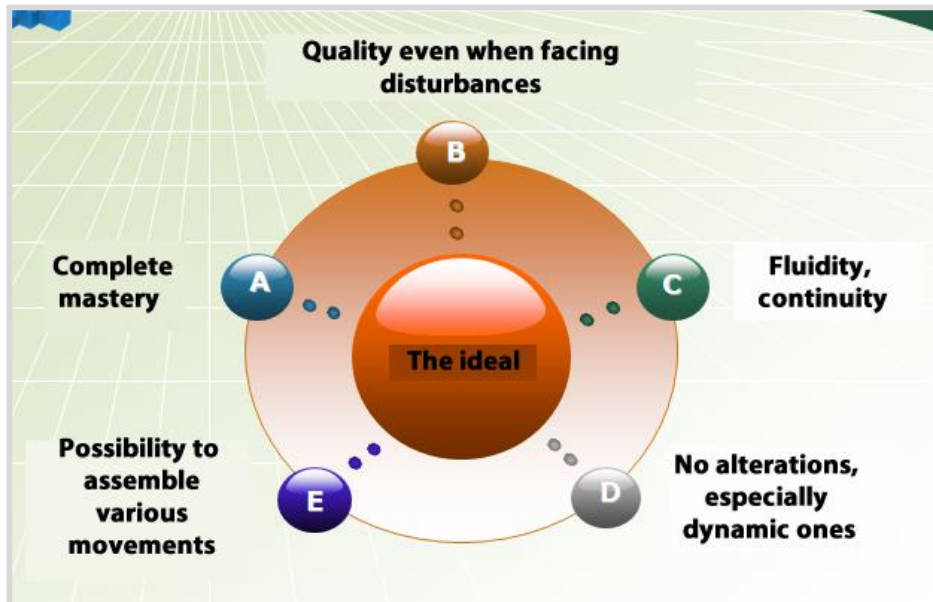 Quality even when facing
disturbances
B
Complete
mastery
A
C
Fluidity,
continuity
The ideal
Possibility to
assemble
various
movements
E
D
No alterations,
especially
dynamic ones